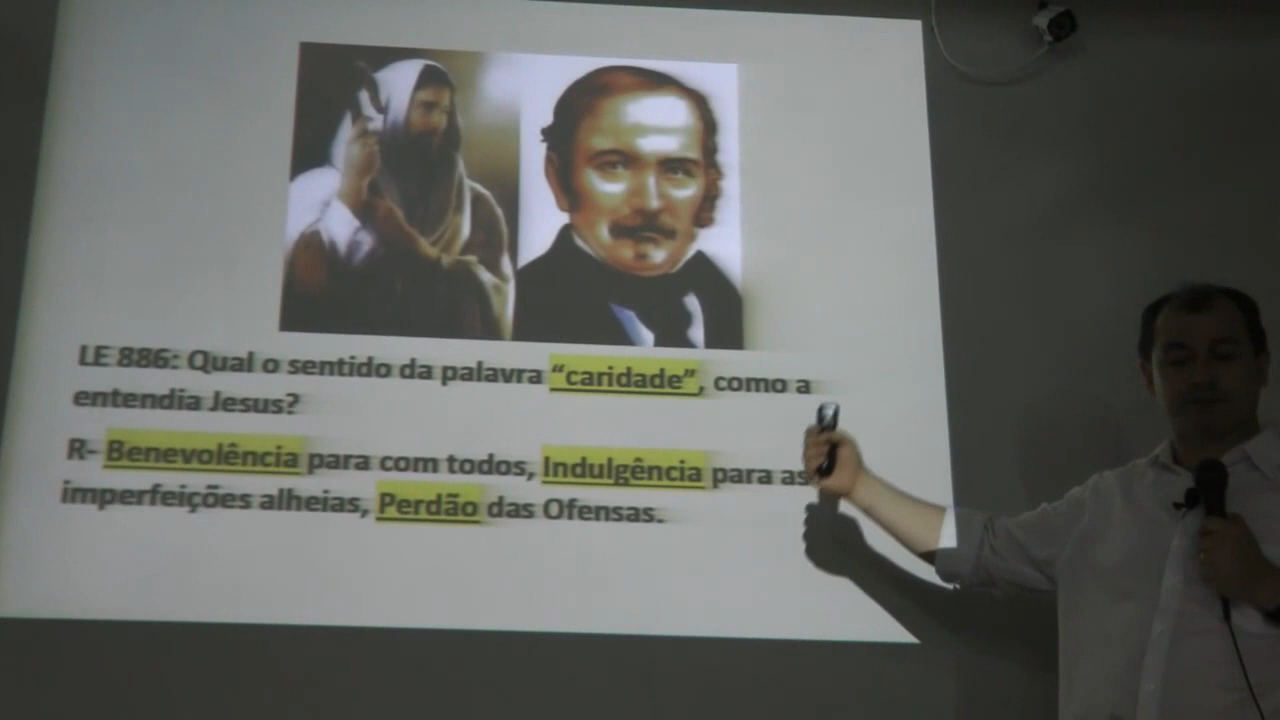 LE 886: Qual o sentido da palavra “caridade”, como a
entendia Jesus?
R- Benevolência para com todos, Indulgência para as
imperfeições alheias, Perdão das Ofensas.